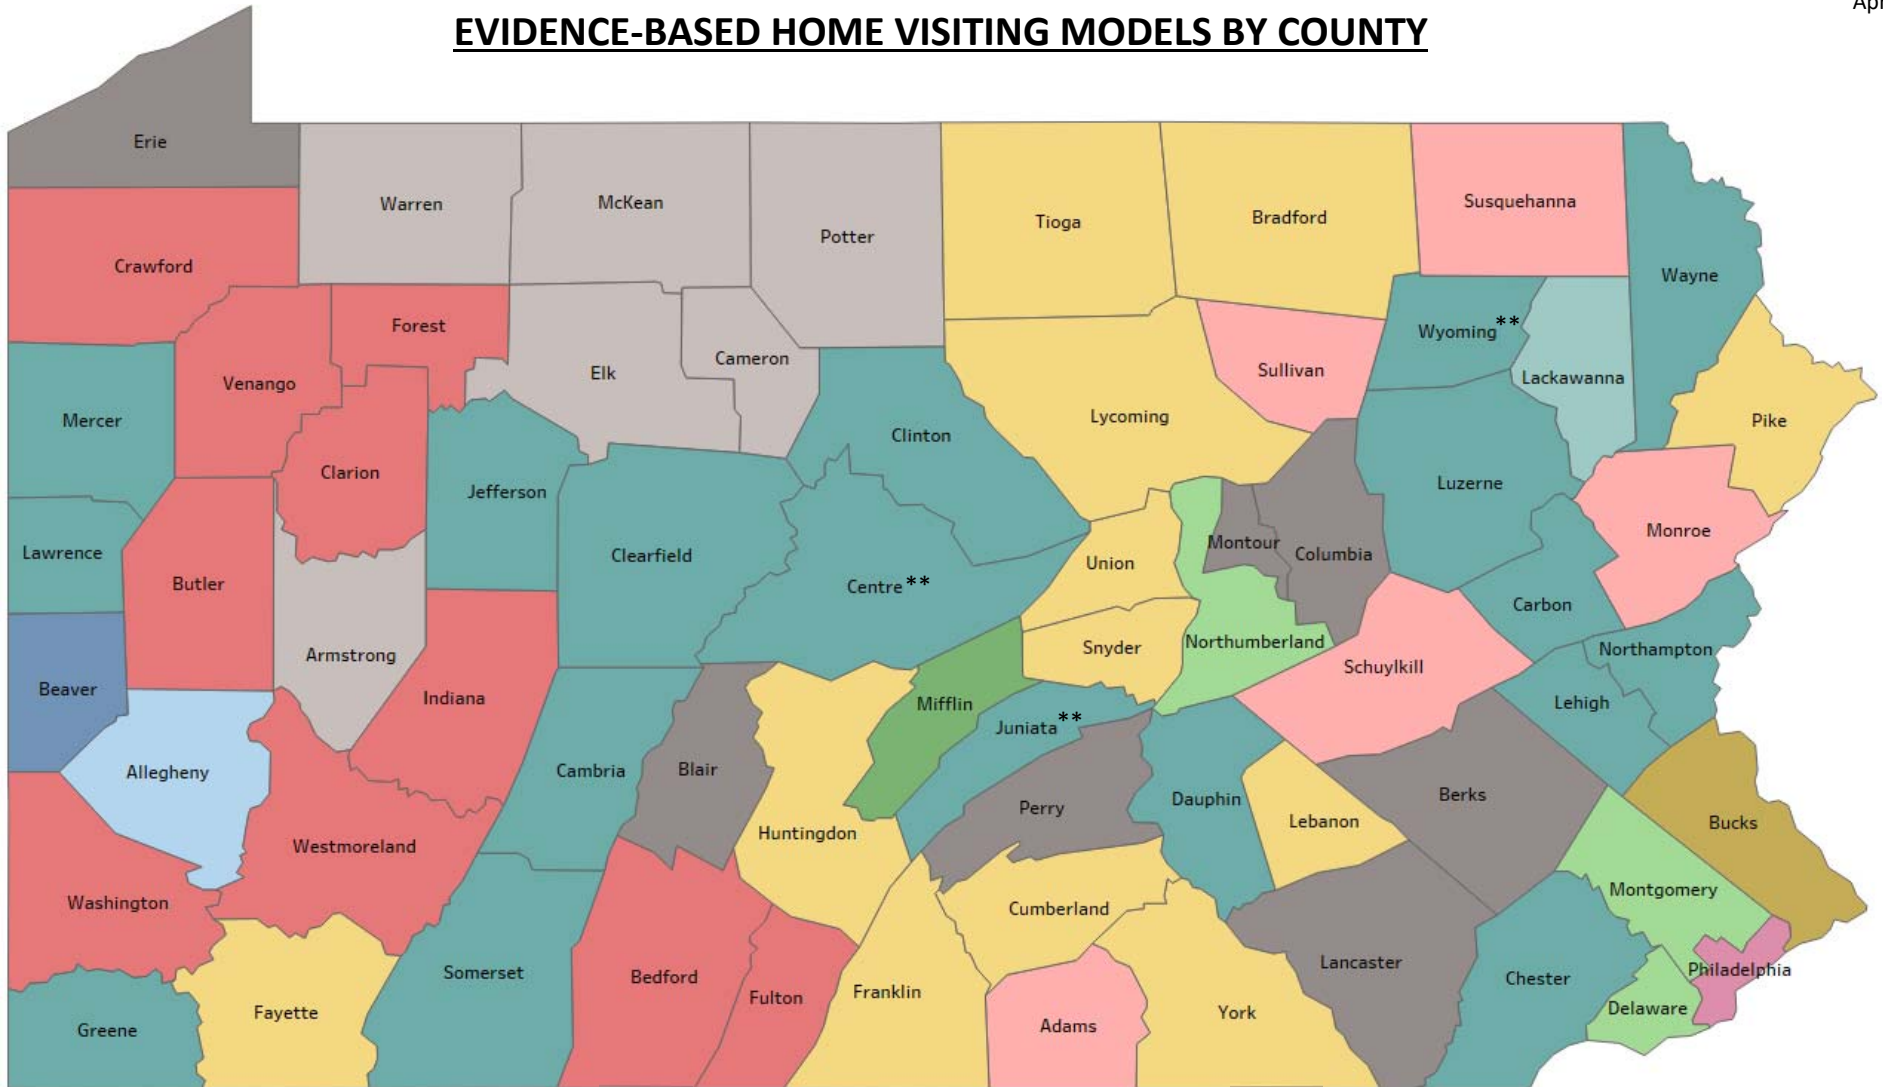 Apr
EVIDENCE-BASED HOME VISITING MODELS BY COUNTY
Erie
Warren
McKean
Potter
Tioga
Bradford
Susquehanna
Wayne
Crawford
Forest
Venango
Elk
Cameron
Wyoming**
Sullivan
Lackawanna
Mercer
Clarion
Jefferson
Clinton
Lycoming
Luzerne
Pike
Lawrence
Butler
Clearfield
Centre**
Union
Montour
Columbia
Monroe
Carbon
Armstrong
Snyder
Northumberland
Schuylkill
Northampton
Beaver
Indiana
Mifflin
Juniata**
Lehigh
Allegheny
Cambria
Blair
Perry
Dauphin
Berks
Westmoreland
Huntingdon
Lebanon
Bucks
Washington
Cumberland
Montgomery
Somerset
Bedford
Fulton
Franklin
Lancaster
Chester
Philadelphia
Greene
Fayette
Adams
York
Delaware